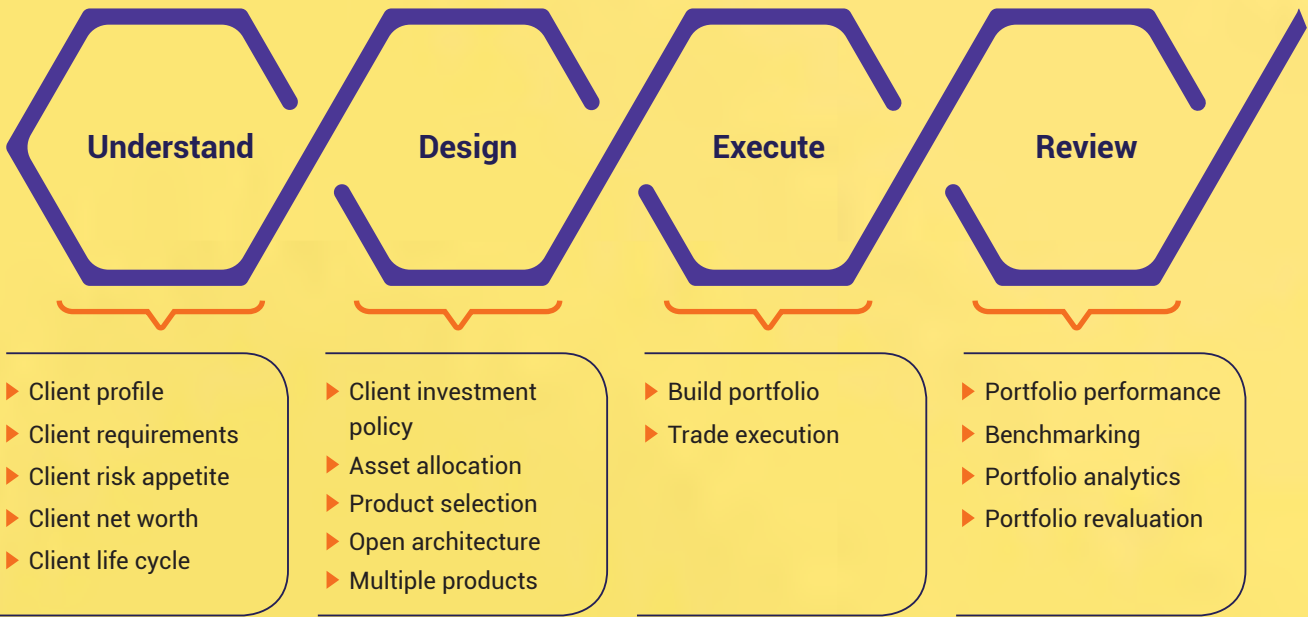 Understand
Design
Execute
Review
Client profile
Client requirements
Client risk appetite
Client net worth
Client life cycle
Client investment
policy
Asset allocation
Product selection
Open architecture
Multiple products
Build portfolio
Trade execution
Portfolio performance
Benchmarking
Portfolio analytics
Portfolio revaluation